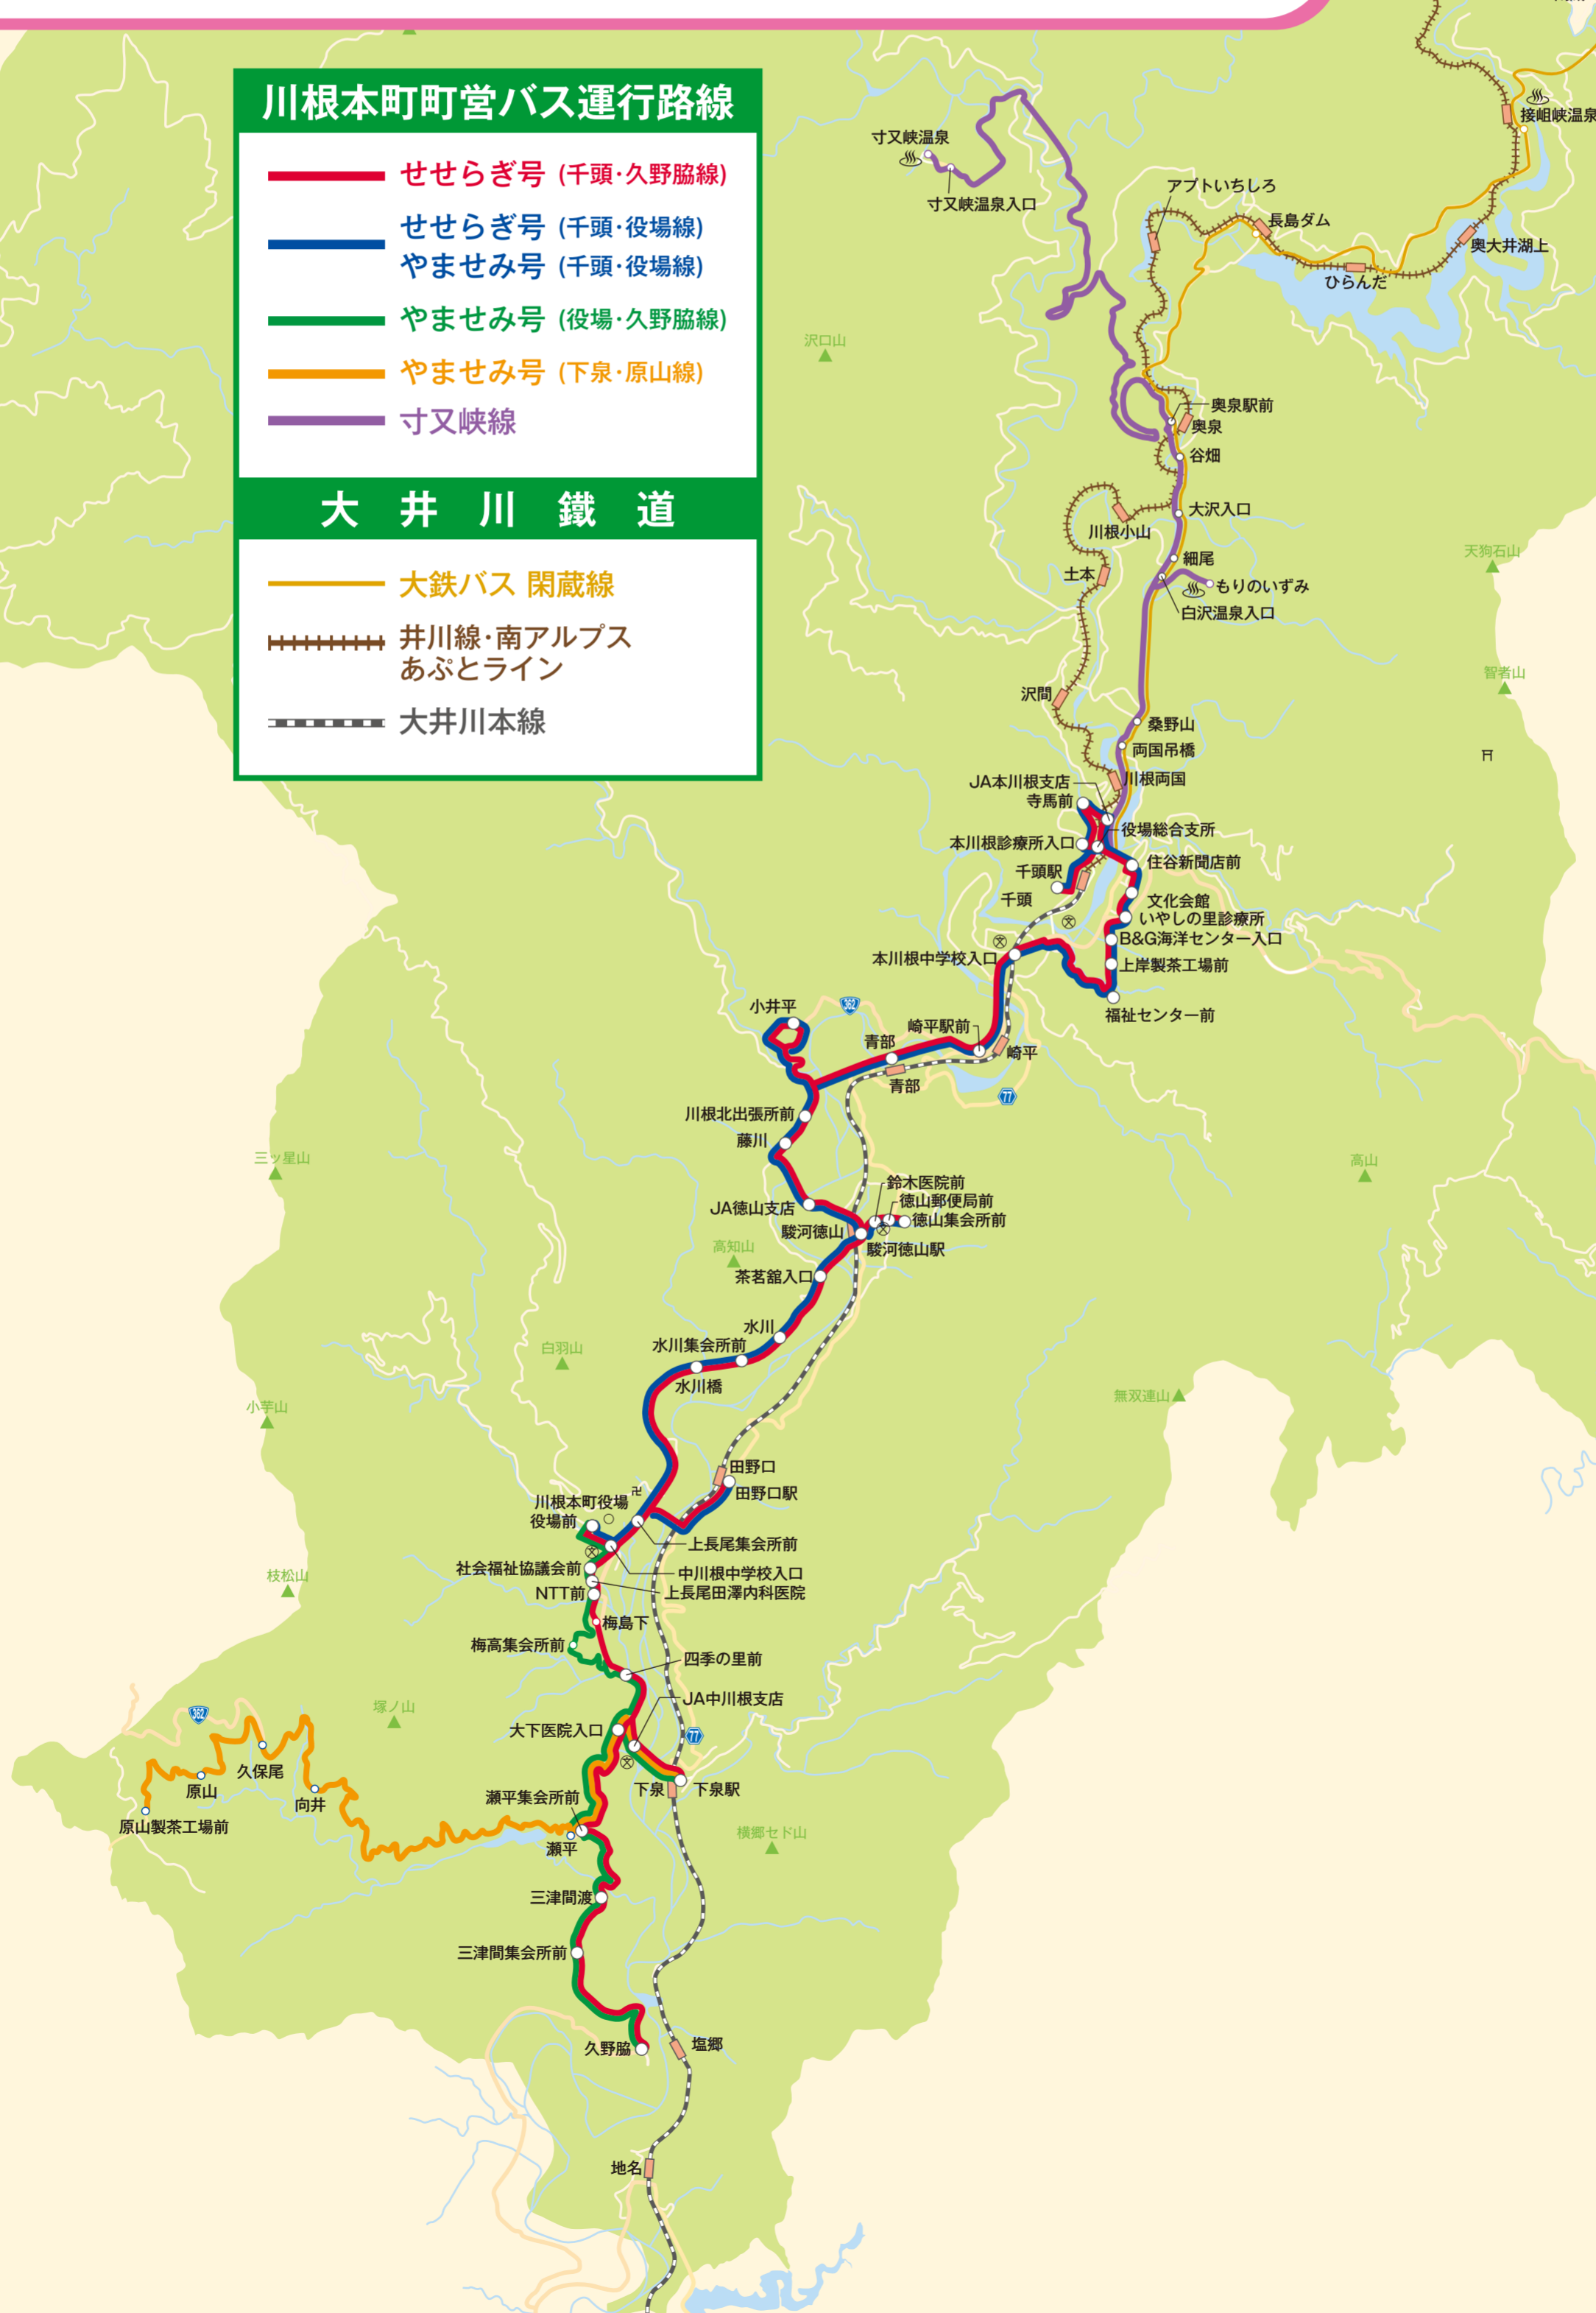 川根本町町営バス運行路線
せせらぎ号 (千頭・久野脇線)
せせらぎ号 (千頭・役場線)
やませみ号 (千頭・役場線)
やませみ号 (役場・久野脇線)
やませみ号 (下泉・原山線)
寸又峡線
大井川鐵道
大鉄バス 閑蔵線
井川線・南アルプス
あぷとライン
大井川本線
接岨峡温泉
寸又峡温泉
寸又峡温泉入口
アプトいちしろ
長島ダム
奥大井湖上
ひらんだ
沢口山
奥泉駅前
奥泉
谷畑
大沢入口
川根小山
細尾
天狗石山
土本
もりのいずみ
白沢温泉入口
智者山
沢間
桑野山
両国吊橋
川根両国
JA本川根支店
寺馬前
役場総合支所
本川根診療所入口
住谷新聞店前
千頭駅
千頭
文化会館
いやしの里診療所
B&G海洋センター入口
本川根中学校入口
上岸製茶工場前
小井平
362
福祉センター前
崎平駅前
青部
崎平
青部
77
川根北出張所前
藤川
三ッ星山
高山
鈴木医院前
徳山郵便局前
JA徳山支店
徳山集会所前
駿河徳山
高知山
駿河徳山駅
茶茗舘入口
水川
水川集会所前
白羽山
水川橋
無双連山
小芋山
田野口
田野口駅
川根本町役場
卍
役場前
上長尾集会所前
社会福祉協議会前
中川根中学校入口
枝松山
NTT前
上長尾田澤内科医院
梅島下
梅高集会所前
四季の里前
JA中川根支店
塚ノ山
362
大下医院入口
77
久保尾
原山
下泉
下泉駅
向井
瀬平集会所前
原山製茶工場前
横郷セド山
瀬平
三津間渡
三津間集会所前
久野脇
塩郷
地名